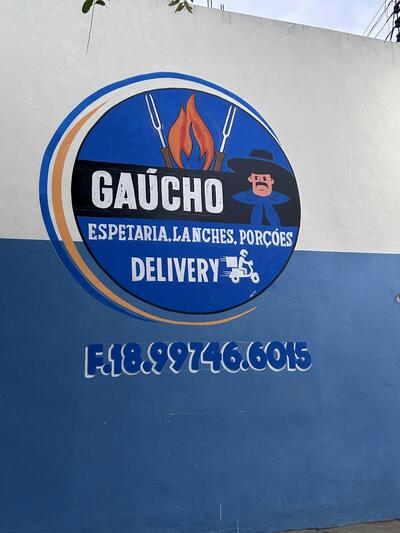 GAÚCHO
ESPETARIA, LANCHES, PORÇÕES
DELIVERY
F.18.99746.6015